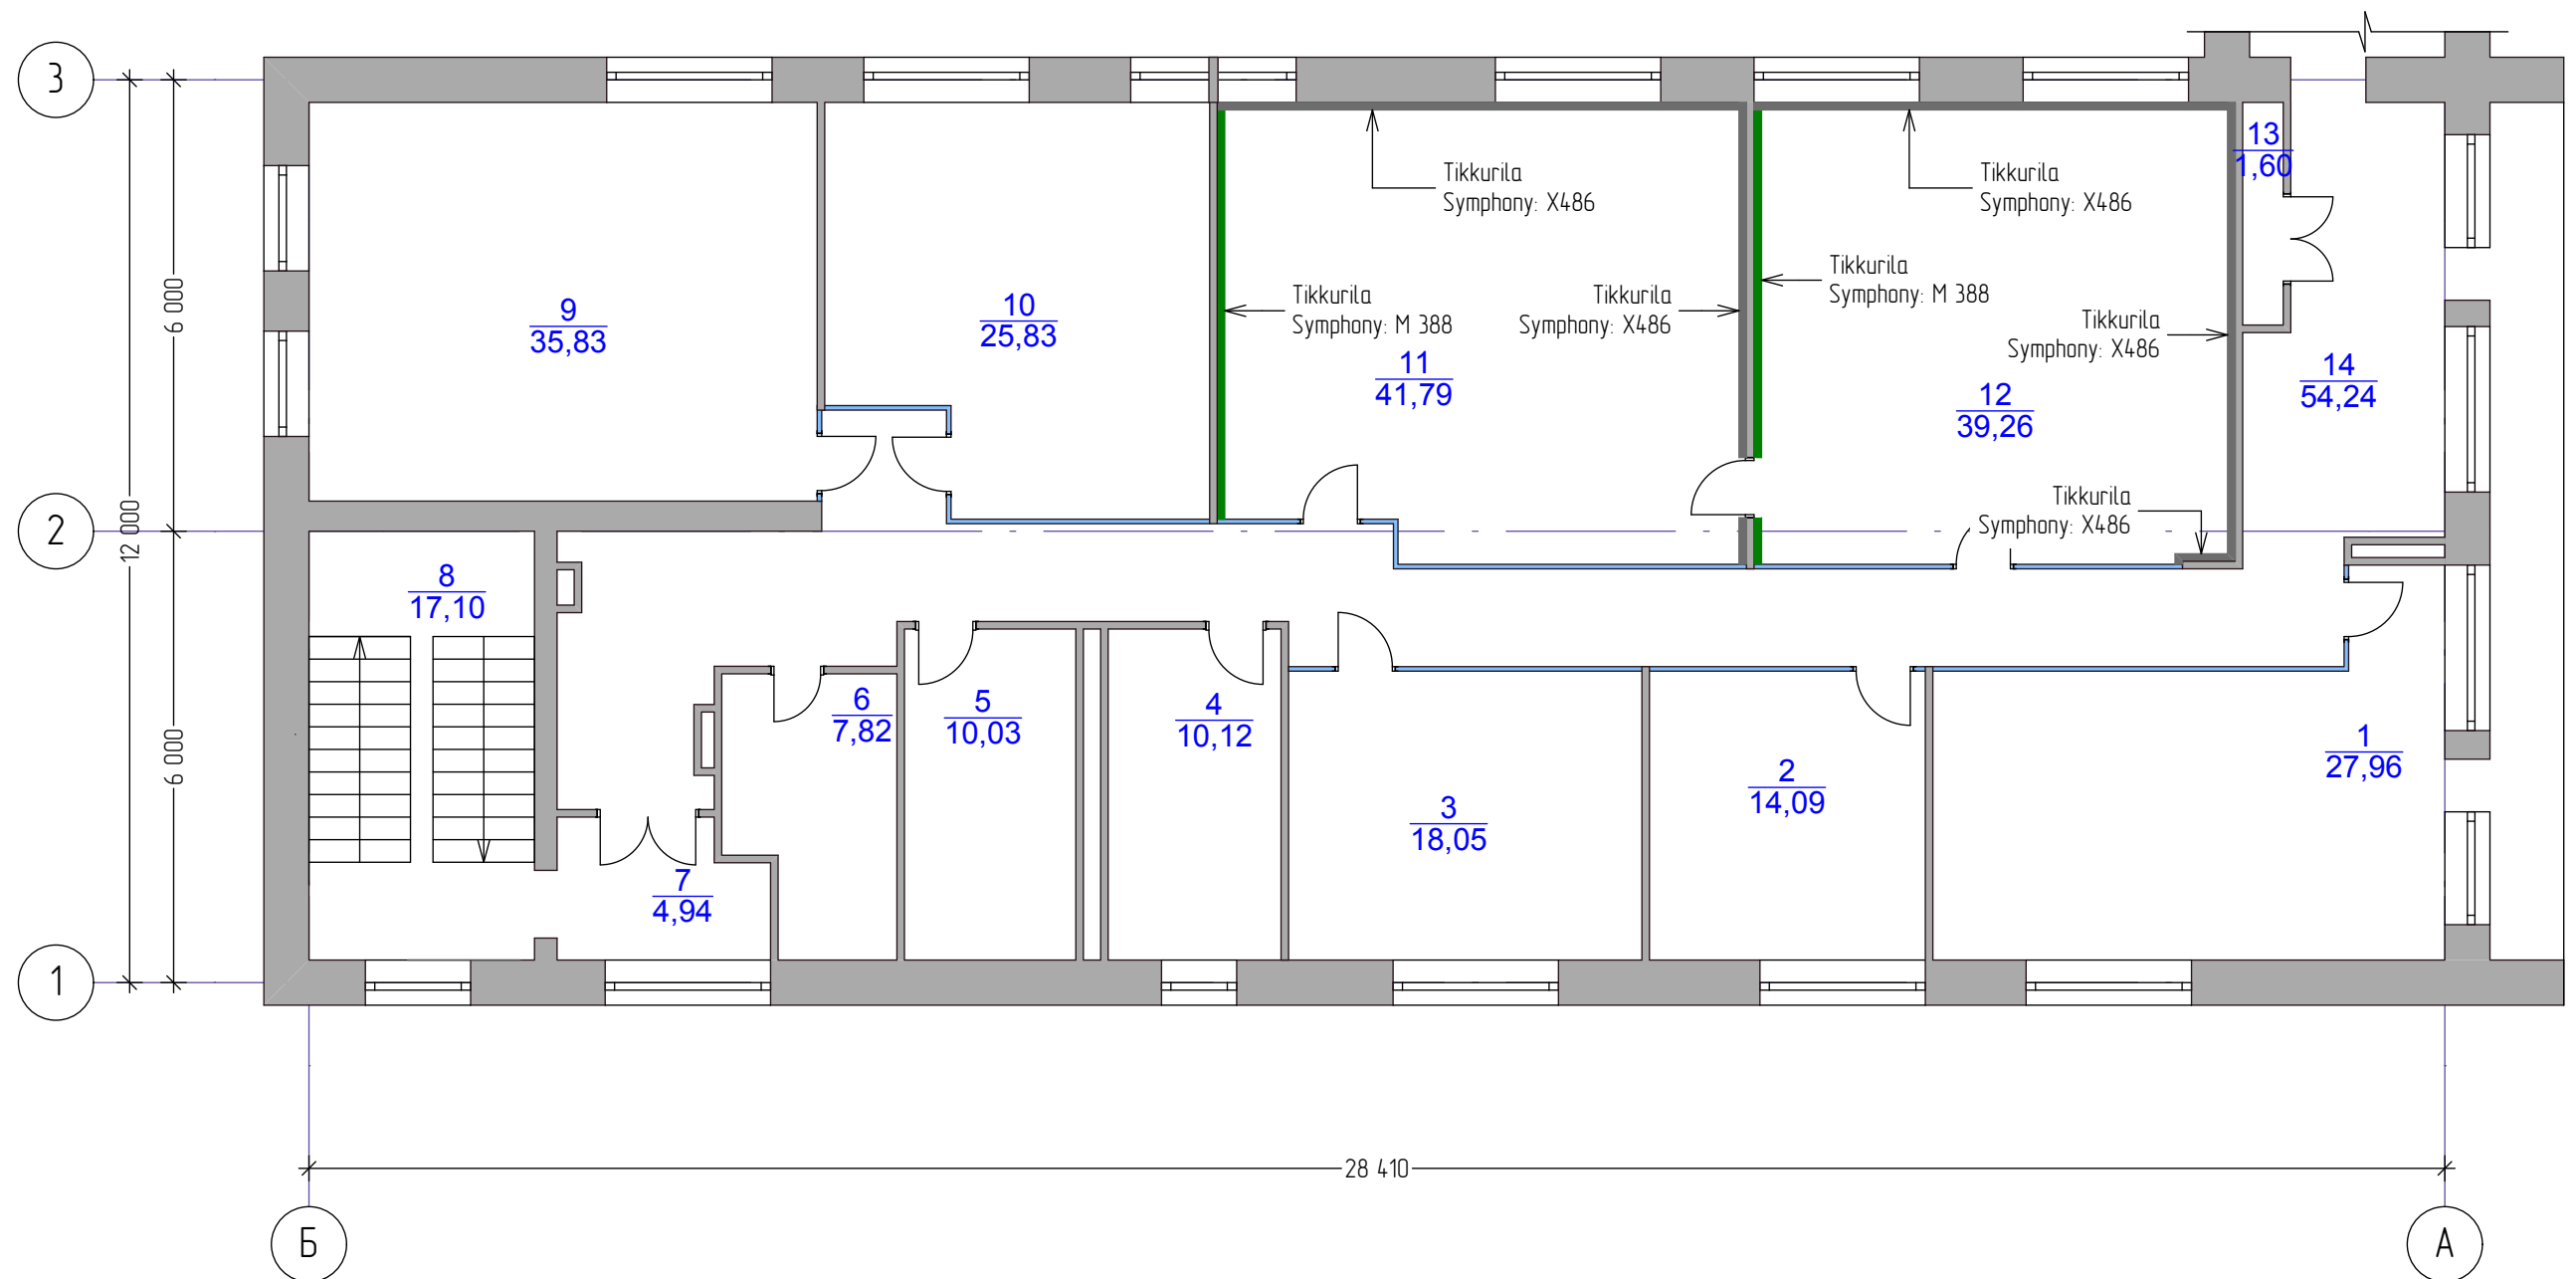 3
13
1,60
Tikkurila
Symphony: X486
Tikkurila
Symphony: X486
Tikkurila
Symphony: M 388
Tikkurila
Symphony: X486
Tikkurila
Symphony: M 388
Tikkurila
Symphony: X486
6 000
9
35,83
10
25,83
11
41,79
12
39,26
14
54,24
Tikkurila
Symphony: X486
2
12 000
8
17,10
6 000
6
7,82
5
10,03
4
10,12
3
18,05
2
14,09
1
27,96
7
4,94
1
28 410
Б
А